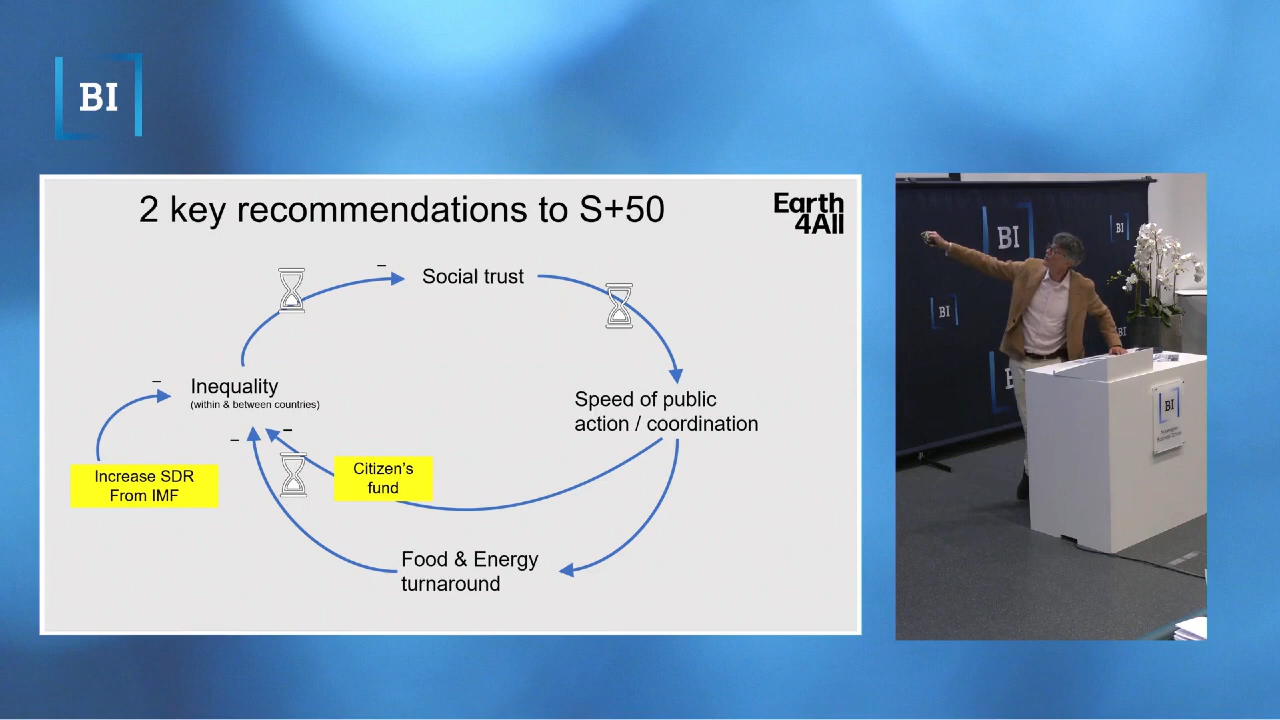 BI
2 key recommendations to S+50
Earth
4All
–
Social trust
–
Inequality
(within & between countries)
Speed of public
action / coordination
–
–
Increase SDR
From IMF
Citizen's
fund
Food & Energy
turnaround
BI
BI
BI
BI
BI